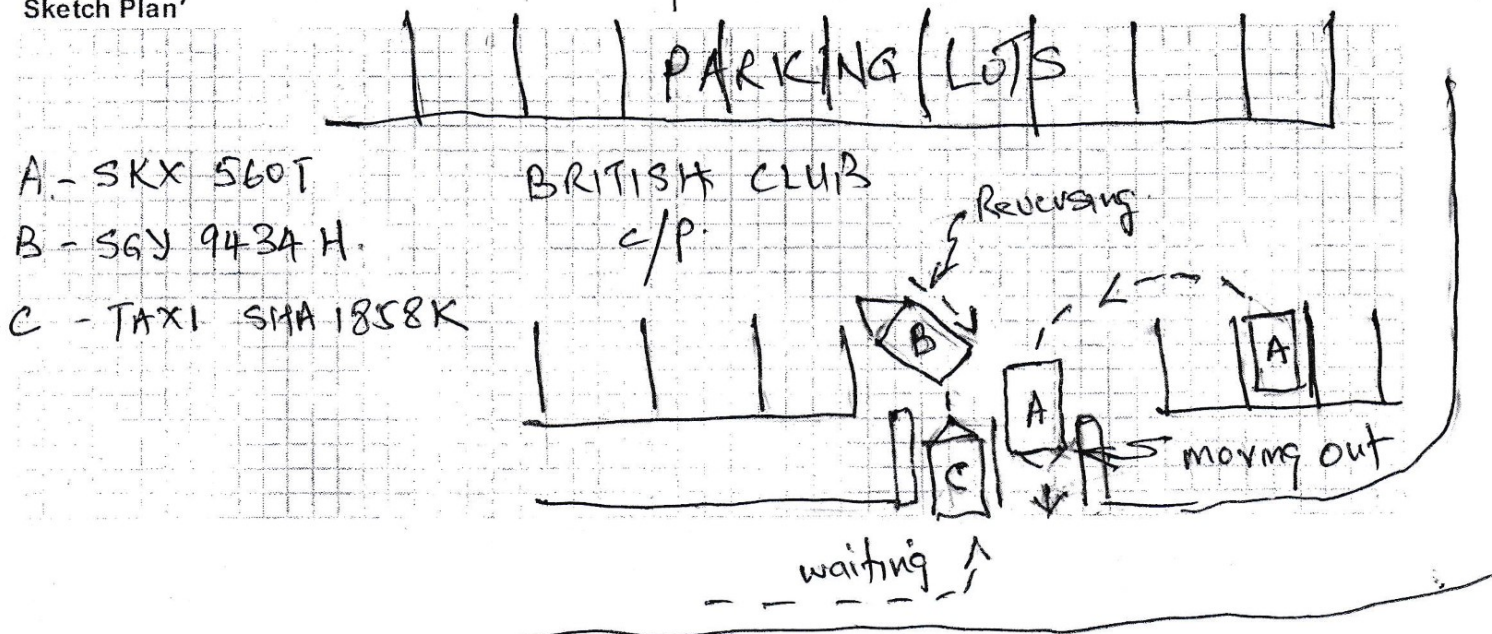 Sketch Plan
PARKING LOTS
A - SKX 560T
BRITISH CLUB
Reversing
B - SGY 9434 H.
c/p.
C - TAXI SHA 1858K
B
A
A
C
moving out
waiting